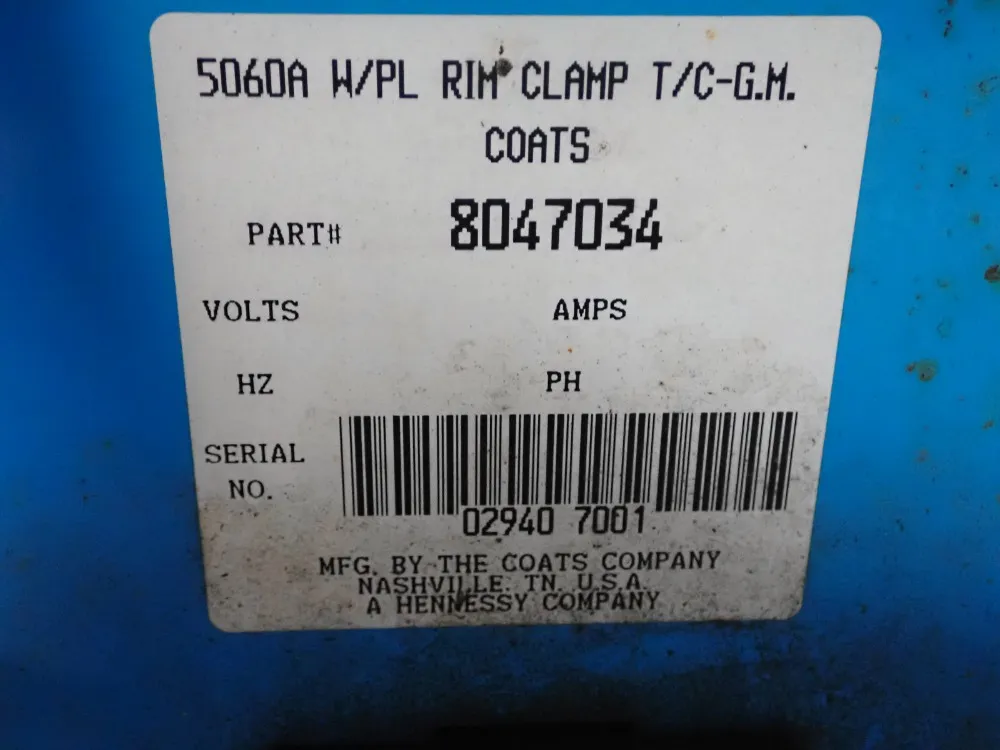 5060A W/PL RIM CLAMP T/C-G.M.
COATS
PART# 8047034
VOLTS AMPS
HZ PH
SERIAL
NO.
02940 7001
MFG. BY THE COATS COMPANY
NASHVILLE, TN, U.S.A.
A HENNESSY COMPANY